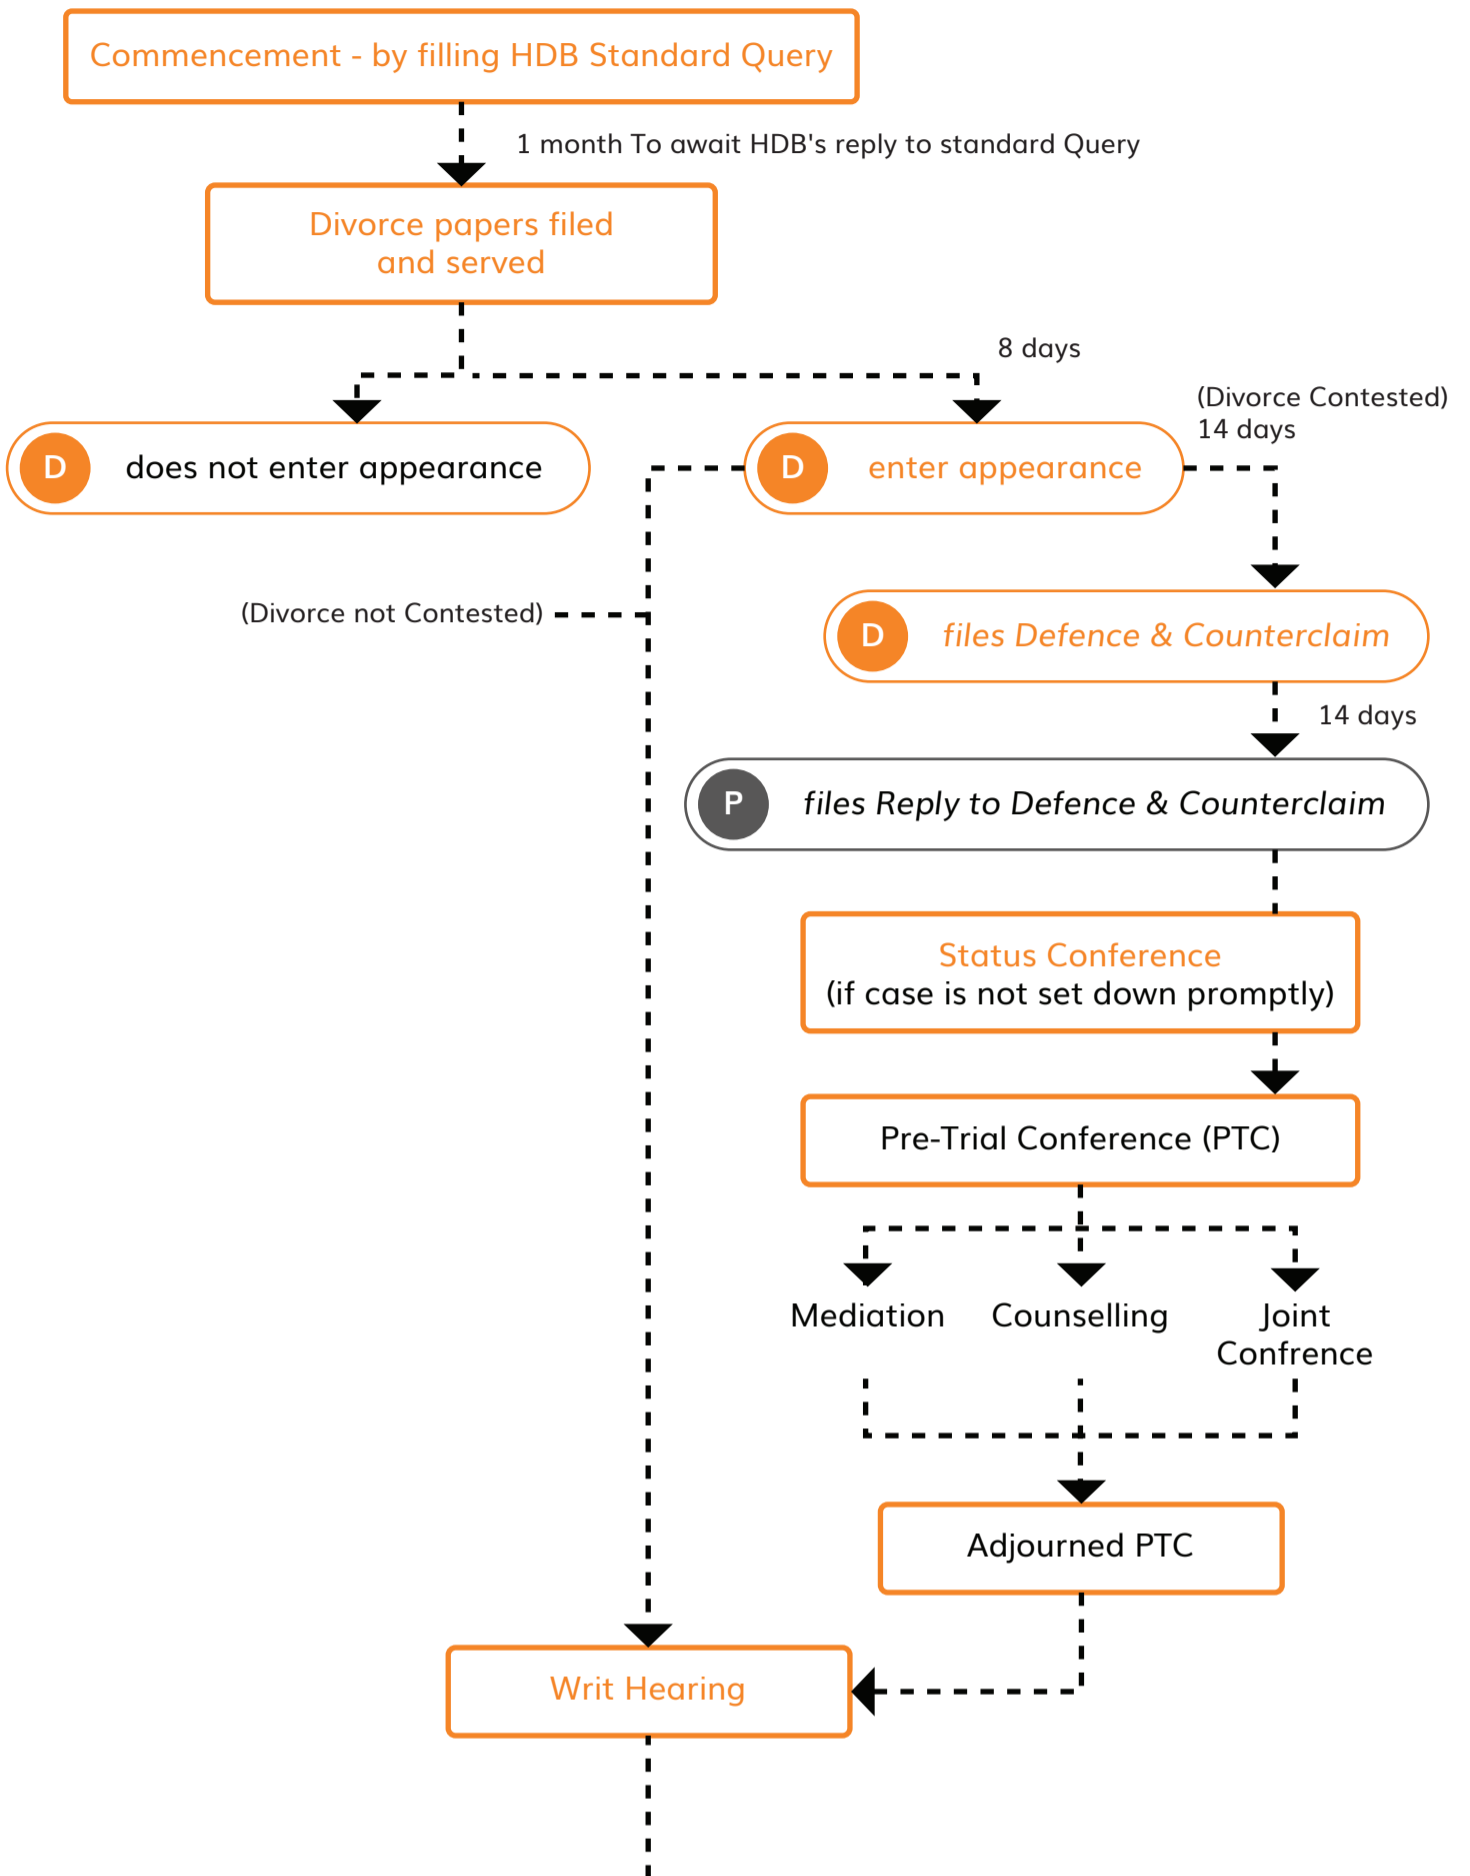 Commencement - by filling HDB Standard Query
1 month To await HDB's reply to standard Query
Divorce papers filed
and served
8 days
(Divorce Contested)
14 days
D does not enter appearance
D enter appearance
(Divorce not Contested)
D files Defence & Counterclaim
14 days
P files Reply to Defence & Counterclaim
Status Conference
(if case is not set down promptly)
Pre-Trial Conference (PTC)
Mediation
Counselling
Joint
Confrence
Adjourned PTC
Writ Hearing